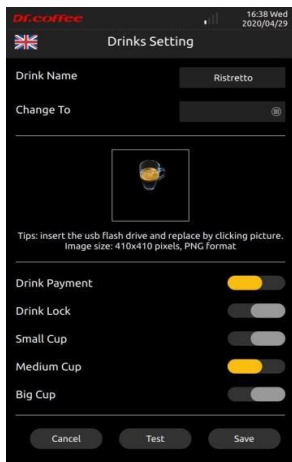 Dr.coffee
16:38 Wed
2020/04/29
Drinks Setting
Drink Name
Ristretto
Change To
Tips: insert the usb flash drive and replace by clicking picture.
Image size: 410x410 pixels, PNG format
Drink Payment
Drink Lock
Small Cup
Medium Cup
Big Cup
Cancel Test Save